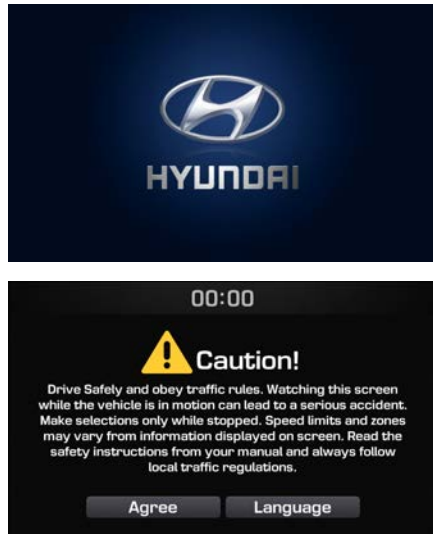 HYUNDAI
00:00
Caution!
Drive Safely and obey traffic rules. Watching this screen
while the vehicle is in motion can lead to a serious accident.
Make selections only while stopped. Speed limits and zones
may vary from information displayed on screen. Read the
safety instructions from your manual and always follow
local traffic regulations.
Agree
Language